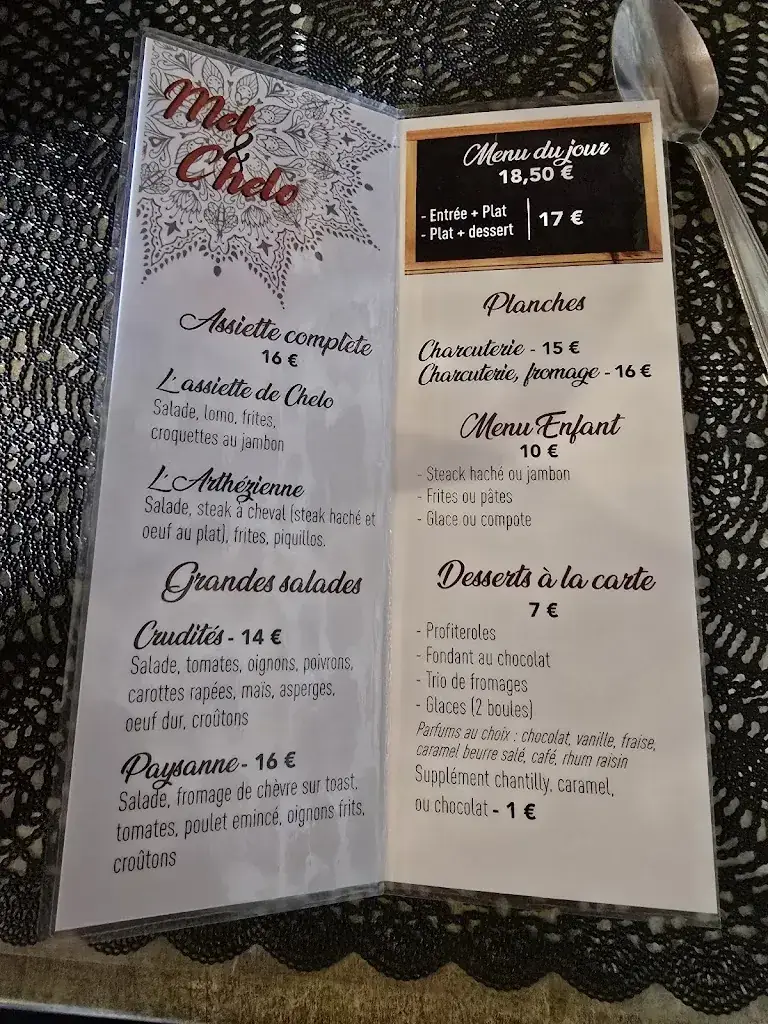 Mel
&
Chelo
Assiette complète
16 €
L'assiette de Chelo
Salade, lomo, frites,
croquettes au jambon
L'Arthézienne
Salade, steak à cheval (steak haché et
oeuf au plat), frites, piquillos.
Grandes salades
Crudités - 14 €
Salade, tomates, oignons, poivrons,
carottes rapées, maïs, asperges,
oeuf dur, croûtons
Paysanne - 16 €
Salade, fromage de chèvre sur toast,
tomates, poulet emincé, oignons frits,
croûtons
Menu du jour
18,50 €
- Entrée + Plat
- Plat + dessert
17 €
Planches
Charcuterie - 15 €
Charcuterie, fromage - 16 €
Menu Enfant
10 €
- Steack haché ou jambon
- Frites ou pâtes
- Glace ou compote
Desserts à la carte
7 €
- Profiteroles
- Fondant au chocolat
- Trio de fromages
- Glaces (2 boules)
Parfums au choix : chocolat, vanille, fraise,
caramel beurre salé, café, rhum raisin
Supplément chantilly, caramel,
ou chocolat - 1 €